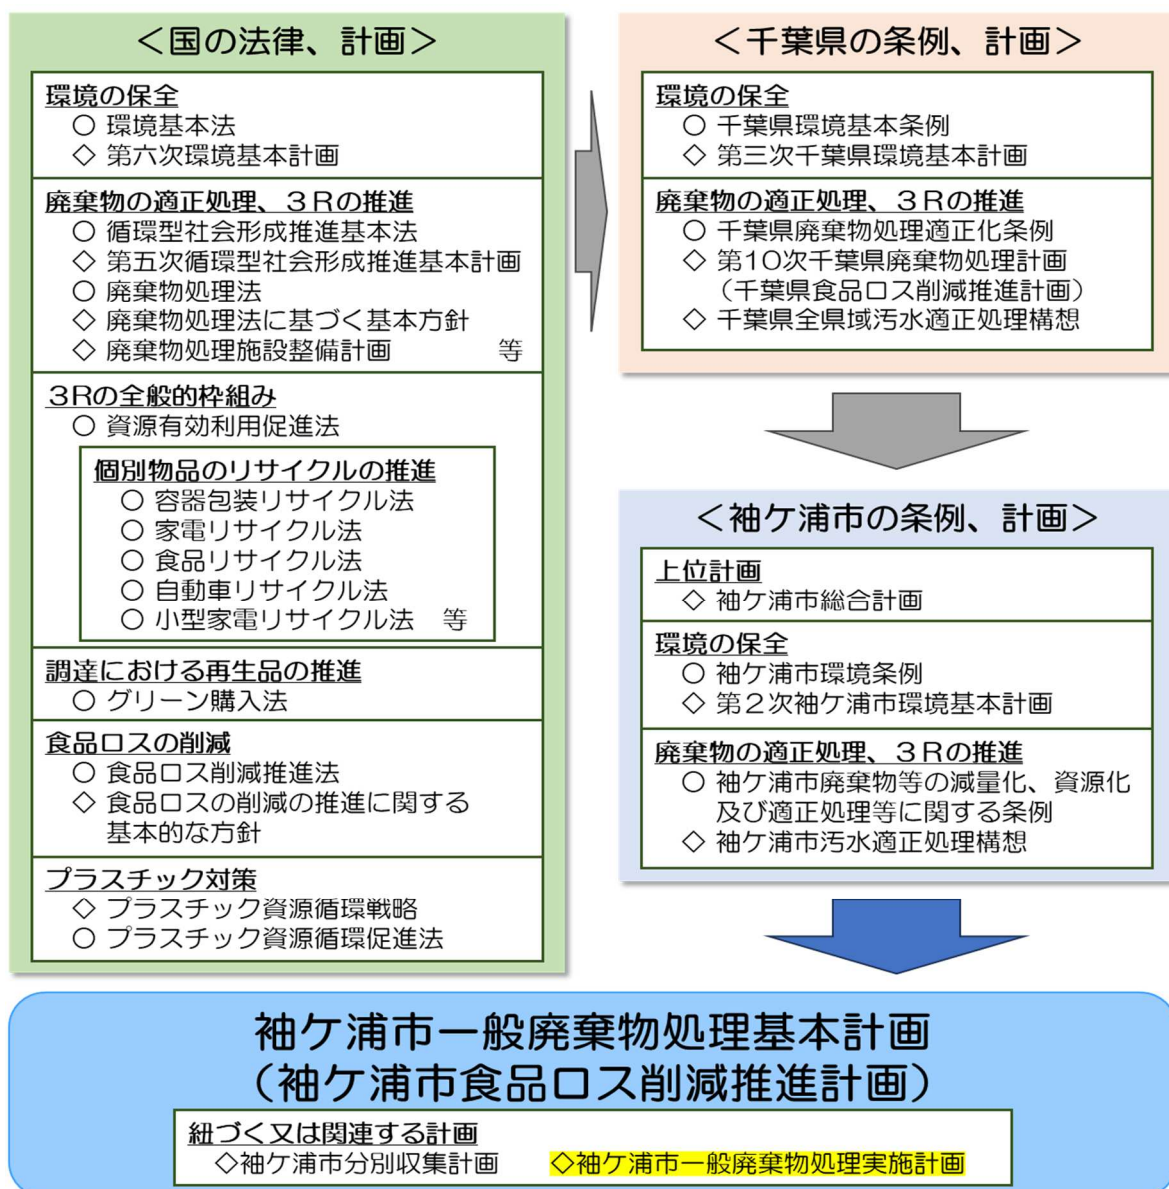 ＜国の法律、計画＞
環境の保全
○ 環境基本法
◇ 第六次環境基本計画
廃棄物の適正処理、３Ｒの推進
○ 循環型社会形成推進基本法
◇ 第五次循環型社会形成推進基本計画
○ 廃棄物処理法
◇ 廃棄物処理法に基づく基本方針
◇ 廃棄物処理施設整備計画　等
３Rの全般的枠組み
○ 資源有効利用促進法
個別物品のリサイクルの推進
○ 容器包装リサイクル法
○ 家電リサイクル法
○ 食品リサイクル法
○ 自動車リサイクル法
○ 小型家電リサイクル法　等
調達における再生品の推進
○ グリーン購入法
食品ロスの削減
○ 食品ロス削減推進法
◇ 食品ロスの削減の推進に関する
基本的な方針
プラスチック対策
◇ プラスチック資源循環戦略
○ プラスチック資源循環促進法
＜千葉県の条例、計画＞
環境の保全
○ 千葉県環境基本条例
◇ 第三次千葉県環境基本計画
廃棄物の適正処理、３Ｒの推進
○ 千葉県廃棄物処理適正化条例
◇ 第10次千葉県廃棄物処理計画
（千葉県食品ロス削減推進計画）
◇ 千葉県全県域汚水適正処理構想
＜袖ケ浦市の条例、計画＞
上位計画
◇ 袖ケ浦市総合計画
環境の保全
○ 袖ケ浦市環境条例
◇ 第２次袖ケ浦市環境基本計画
廃棄物の適正処理、３Ｒの推進
○ 袖ケ浦市廃棄物等の減量化、資源化
及び適正処理等に関する条例
◇ 袖ケ浦市汚水適正処理構想
袖ケ浦市一般廃棄物処理基本計画
（袖ケ浦市食品ロス削減推進計画）
紐づく又は関連する計画
◇袖ケ浦市分別収集計画　◇袖ケ浦市一般廃棄物処理実施計画